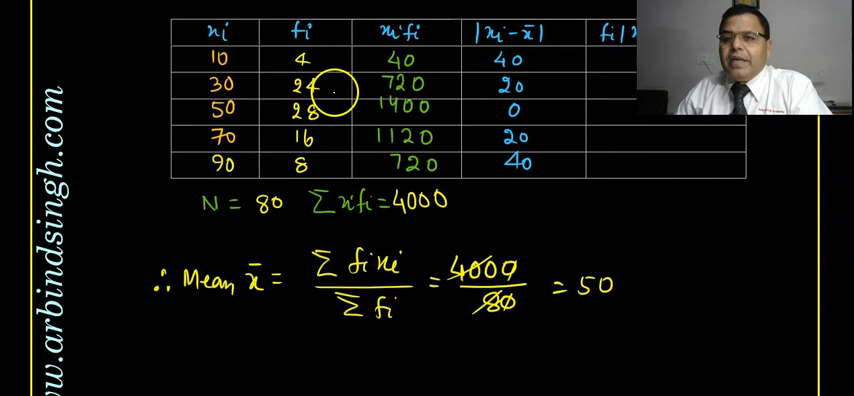 xi fi xifi |xi – x̄| fi|x
10 4 40 40
30 24 720 20
50 28 1400 0
70 16 1120 20
90 8 720 40
N = 80 Σxifi = 4000
∴ Mean x̄ = Σfixi / Σfi = 4000 / 80 = 50
w.arbindsingh.com